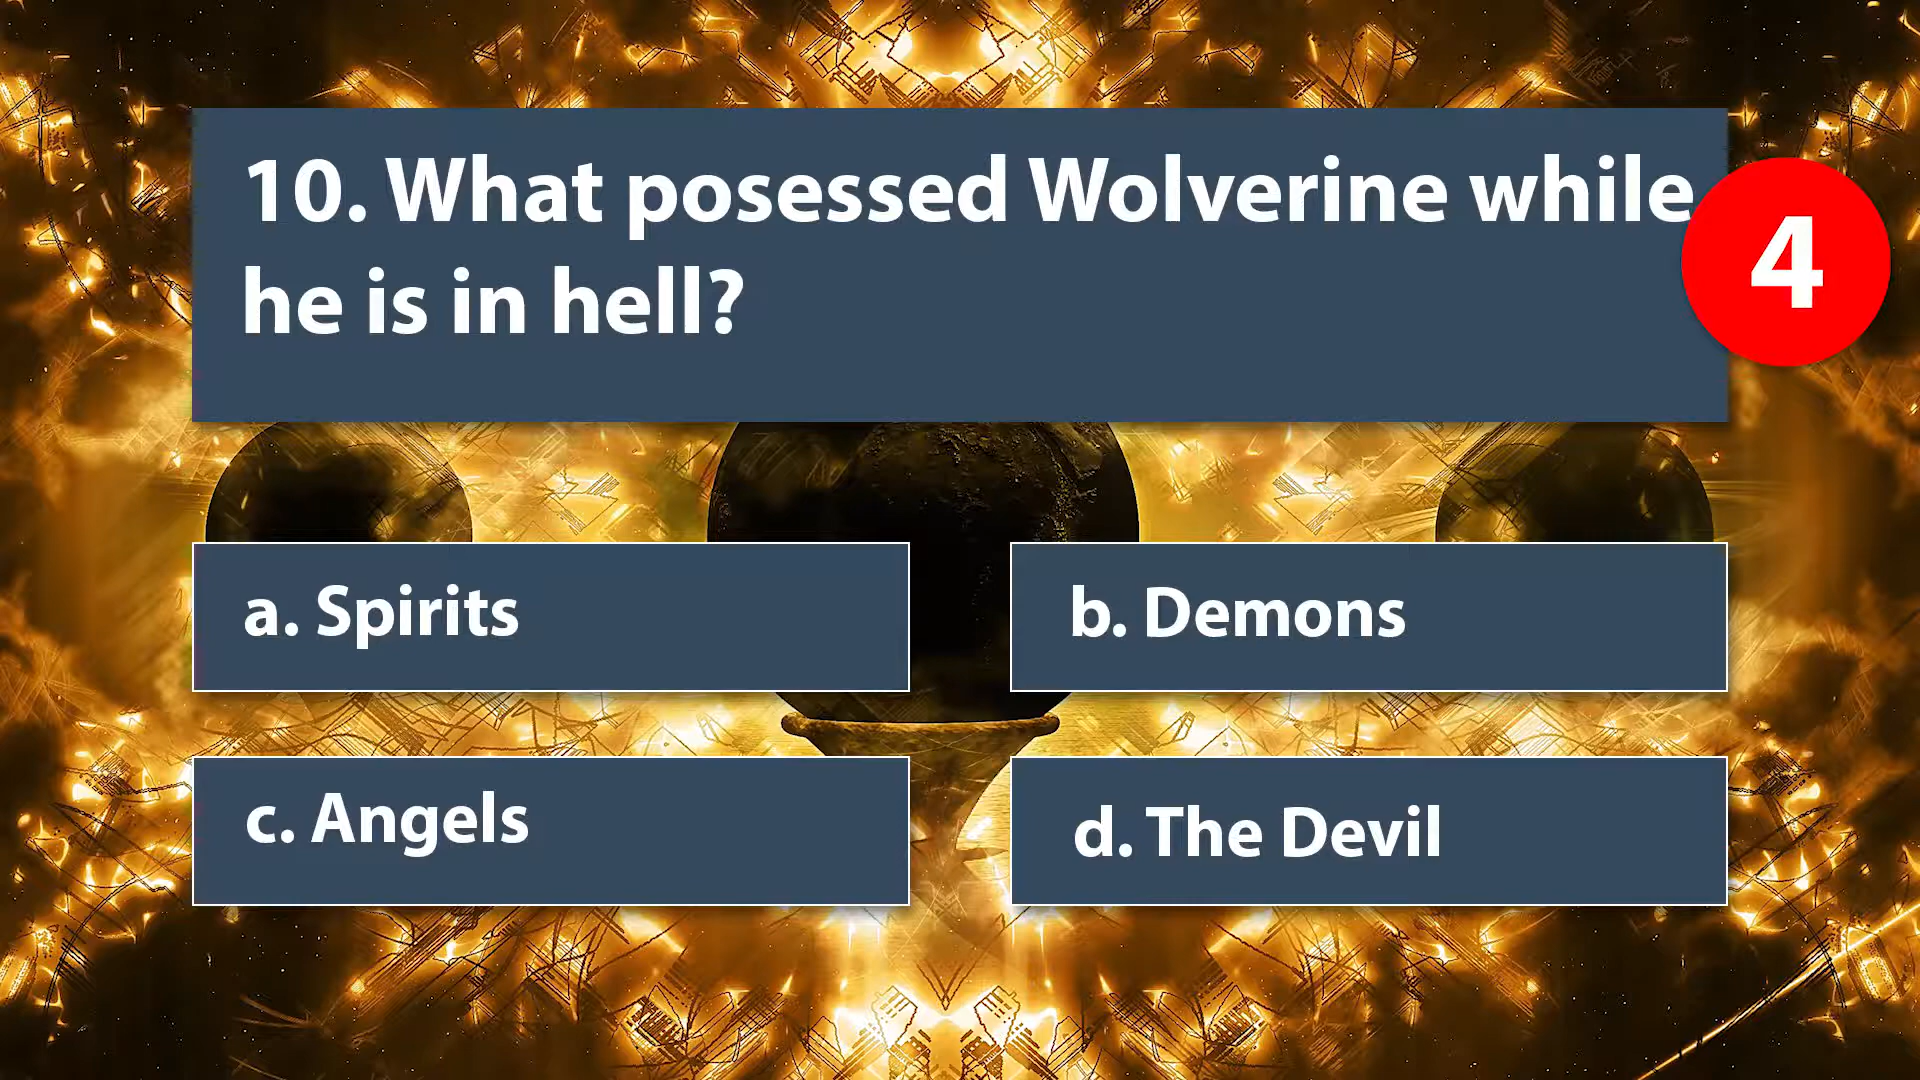 10. What posessed Wolverine while
he is in hell?
4
a. Spirits
b. Demons
c. Angels
d. The Devil